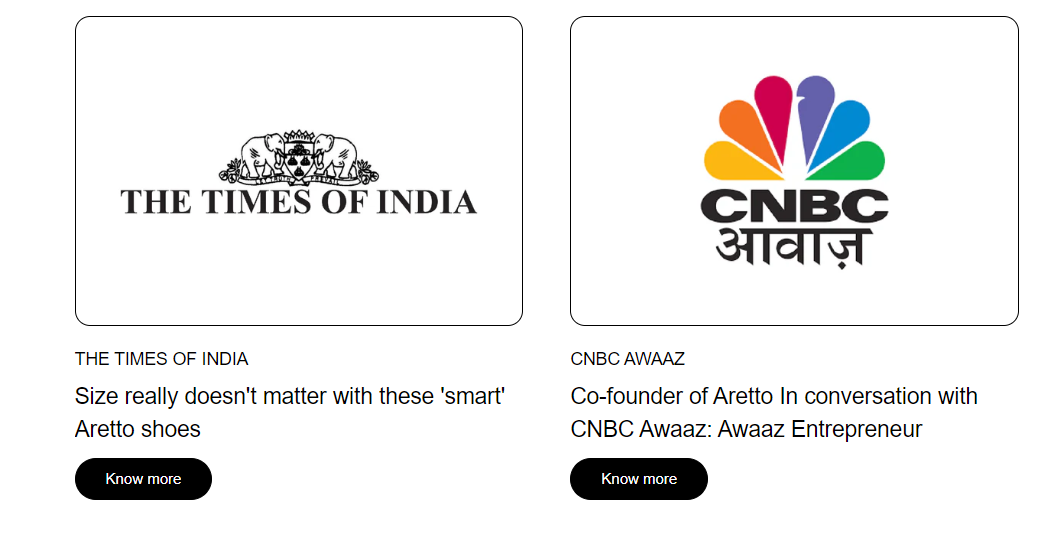 THE TIMES OF INDIA
CNBC
आवाज़
THE TIMES OF INDIA
Size really doesn't matter with these 'smart'
Aretto shoes
Know more
CNBC AWAAZ
Co-founder of Aretto In conversation with
CNBC Awaaz: Awaaz Entrepreneur
Know more